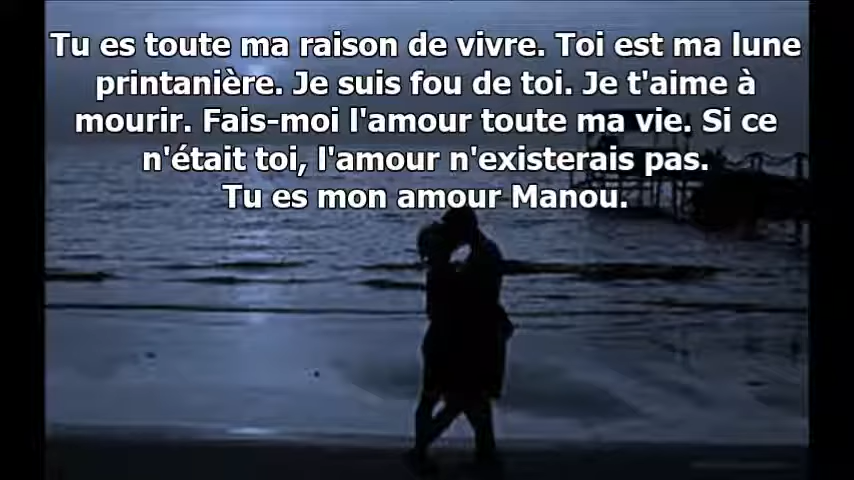 Tu es toute ma raison de vivre. Toi est ma lune
printanière. Je suis fou de toi. Je t'aime à
mourir. Fais-moi l'amour toute ma vie. Si ce
n'était toi, l'amour n'existerais pas.
Tu es mon amour Manou.